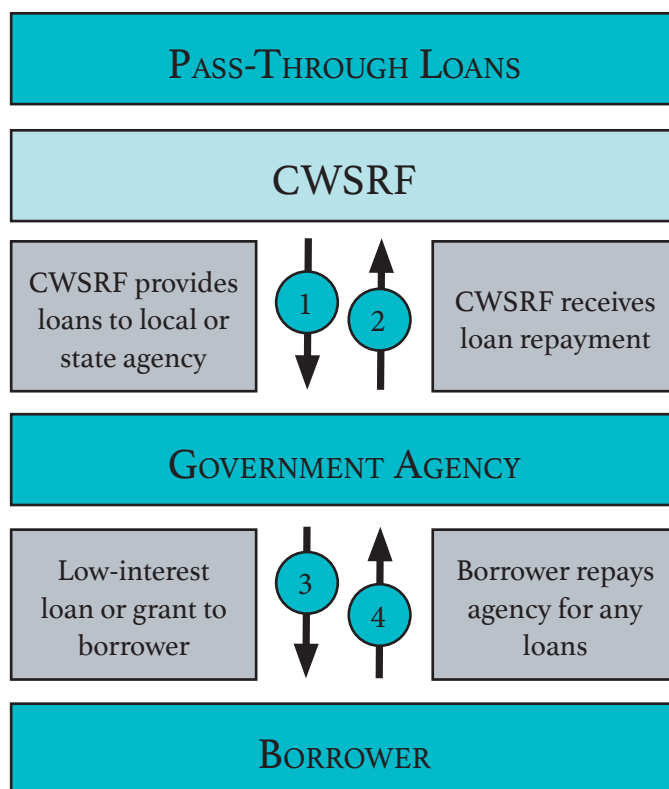 PASS-THROUGH LOANS
CWSRF
CWSRF provides
loans to local or
state agency
1
2
CWSRF receives
loan repayment
GOVERNMENT AGENCY
Low-interest
loan or grant to
borrower
3
4
Borrower repays
agency for any
loans
BORROWER